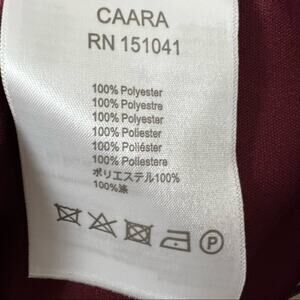 CAARA
RN 151041
100% Polyester
100% Polyestre
100% Polyester
100% Poliester
100% Poliéster
100% Poliestere
ポリエステル100%
100%涤
P